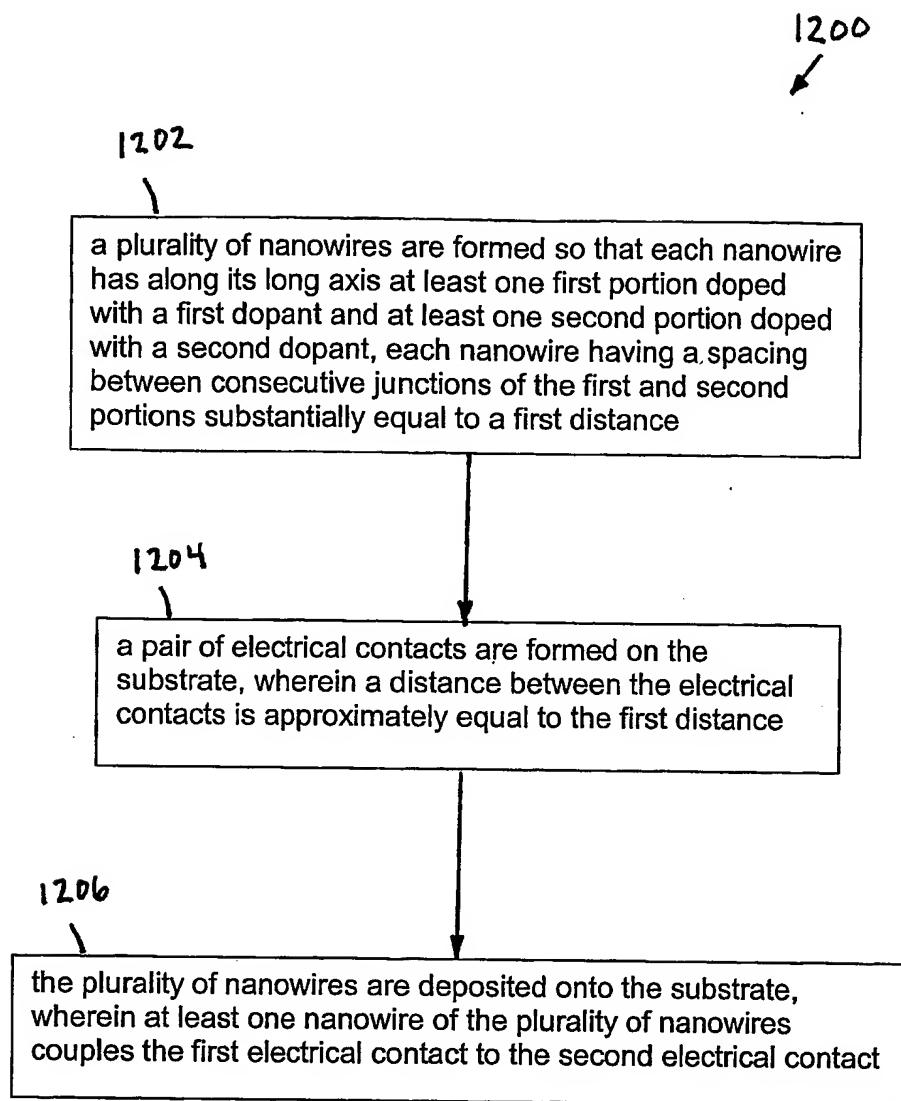 1200
1202
a plurality of nanowires are formed so that each nanowire
has along its long axis at least one first portion doped
with a first dopant and at least one second portion doped
with a second dopant, each nanowire having a spacing
between consecutive junctions of the first and second
portions substantially equal to a first distance
1204
a pair of electrical contacts are formed on the
substrate, wherein a distance between the electrical
contacts is approximately equal to the first distance
1206
the plurality of nanowires are deposited onto the substrate,
wherein at least one nanowire of the plurality of nanowires
couples the first electrical contact to the second electrical contact